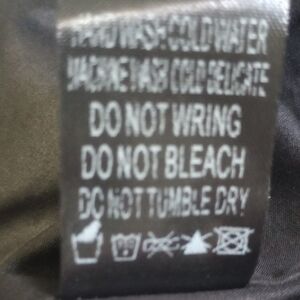 HAND WASH COLD WATER
MACHINE WASH COLD DELICATE
DO NOT WRING
DO NOT BLEACH
DO NOT TUMBLE DRY